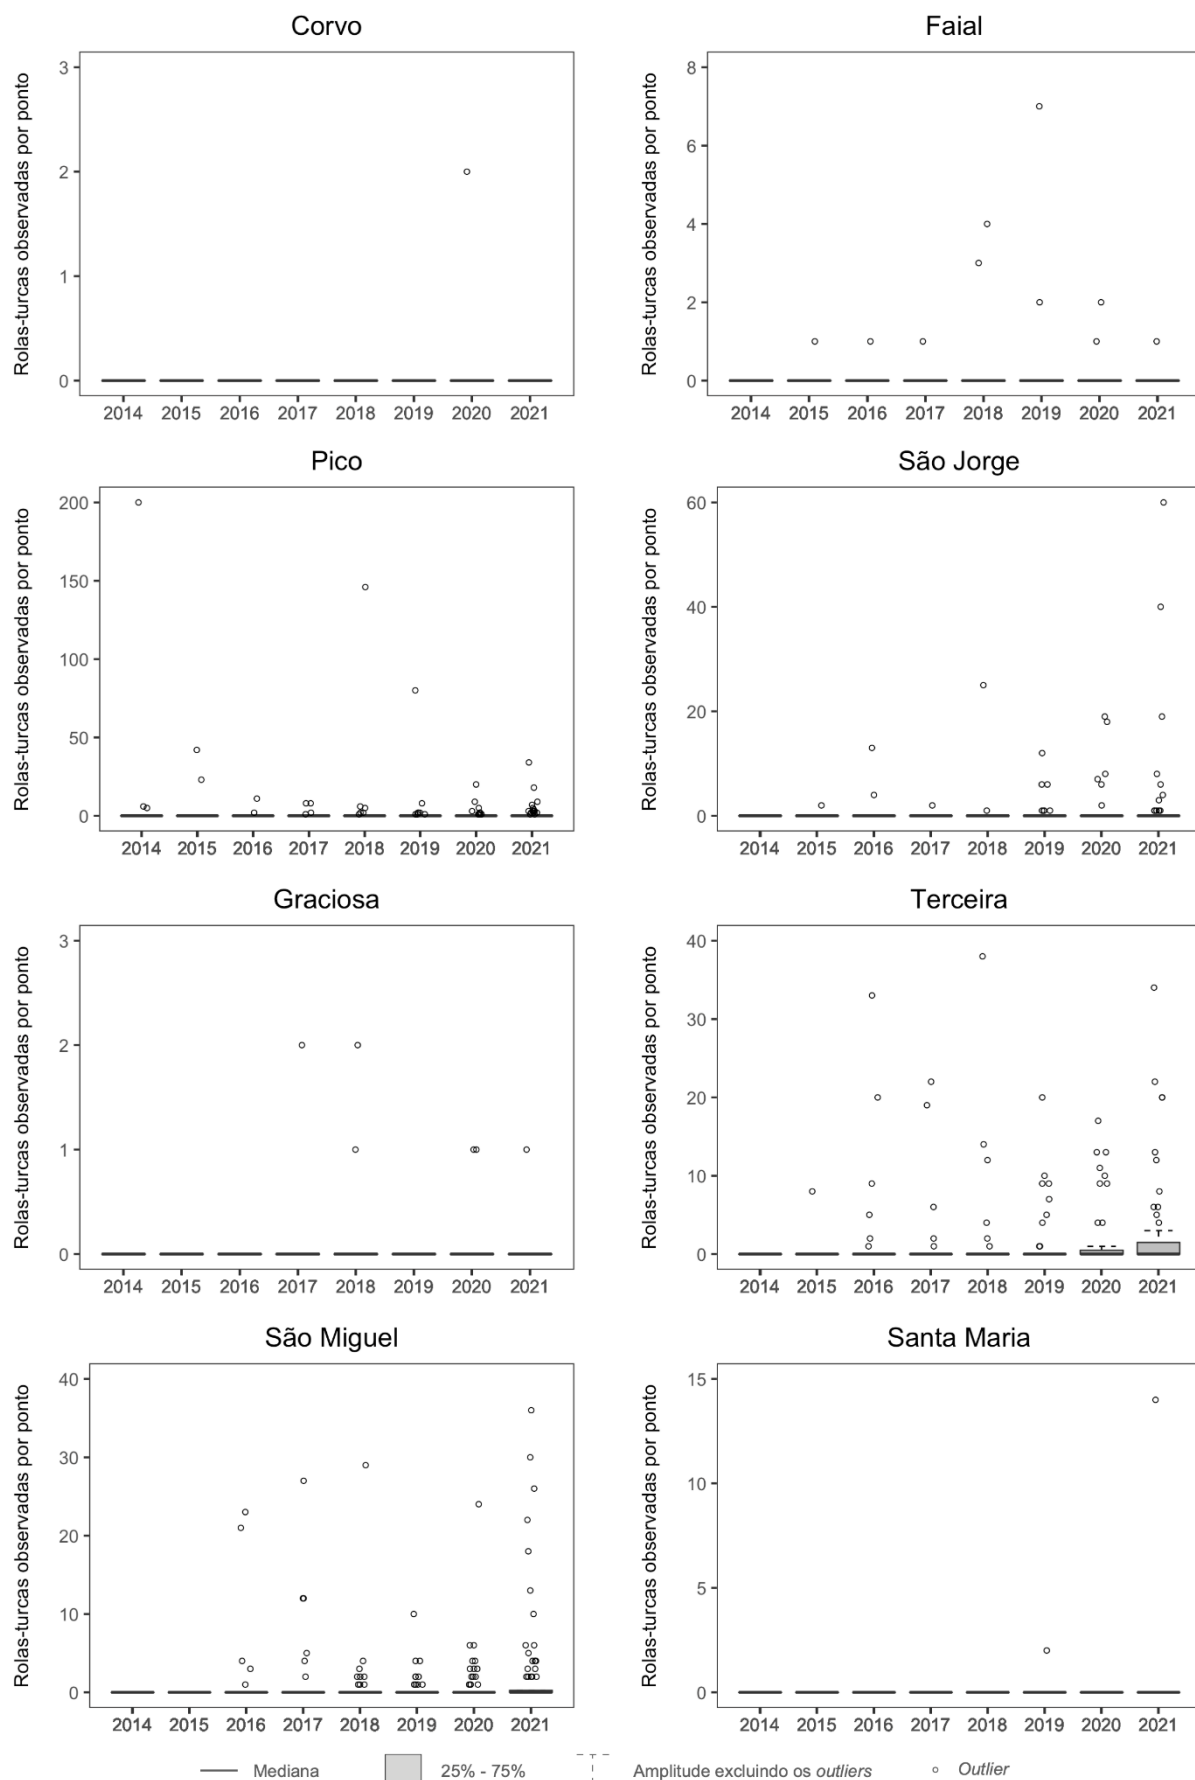 Corvo
Rolas-turcas observadas por ponto
3
2
1
0
2014 2015 2016 2017 2018 2019 2020 2021
Faial
Rolas-turcas observadas por ponto
8
6
4
2
0
2014 2015 2016 2017 2018 2019 2020 2021
Pico
Rolas-turcas observadas por ponto
200
150
100
50
0
2014 2015 2016 2017 2018 2019 2020 2021
São Jorge
Rolas-turcas observadas por ponto
60
40
20
0
2014 2015 2016 2017 2018 2019 2020 2021
Graciosa
Rolas-turcas observadas por ponto
3
2
1
0
2014 2015 2016 2017 2018 2019 2020 2021
Terceira
Rolas-turcas observadas por ponto
40
30
20
10
0
2014 2015 2016 2017 2018 2019 2020 2021
São Miguel
Rolas-turcas observadas por ponto
40
30
20
10
0
2014 2015 2016 2017 2018 2019 2020 2021
Santa Maria
Rolas-turcas observadas por ponto
15
10
5
0
2014 2015 2016 2017 2018 2019 2020 2021
Mediana 25% - 75% Amplitude excluindo os outliers Outlier